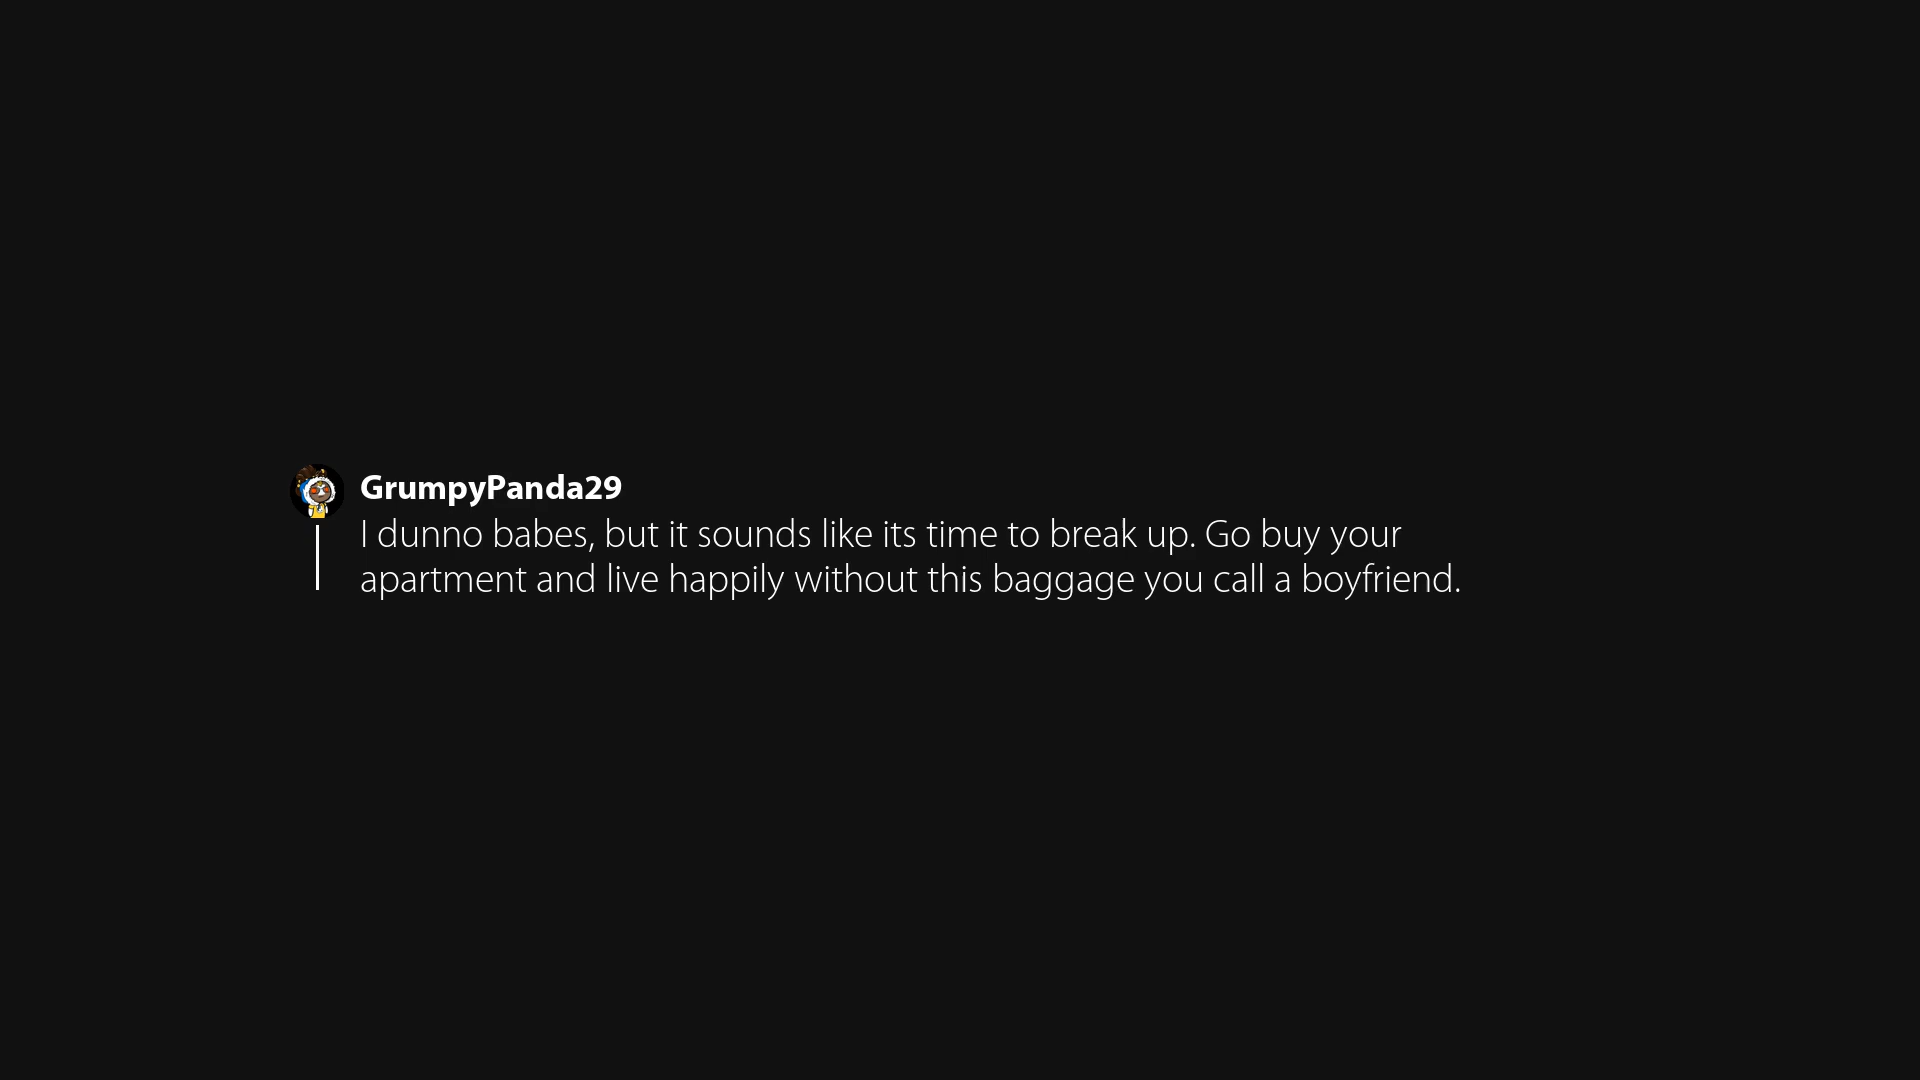 GrumpyPanda29
I dunno babes, but it sounds like its time to break up. Go buy your
apartment and live happily without this baggage you call a boyfriend.